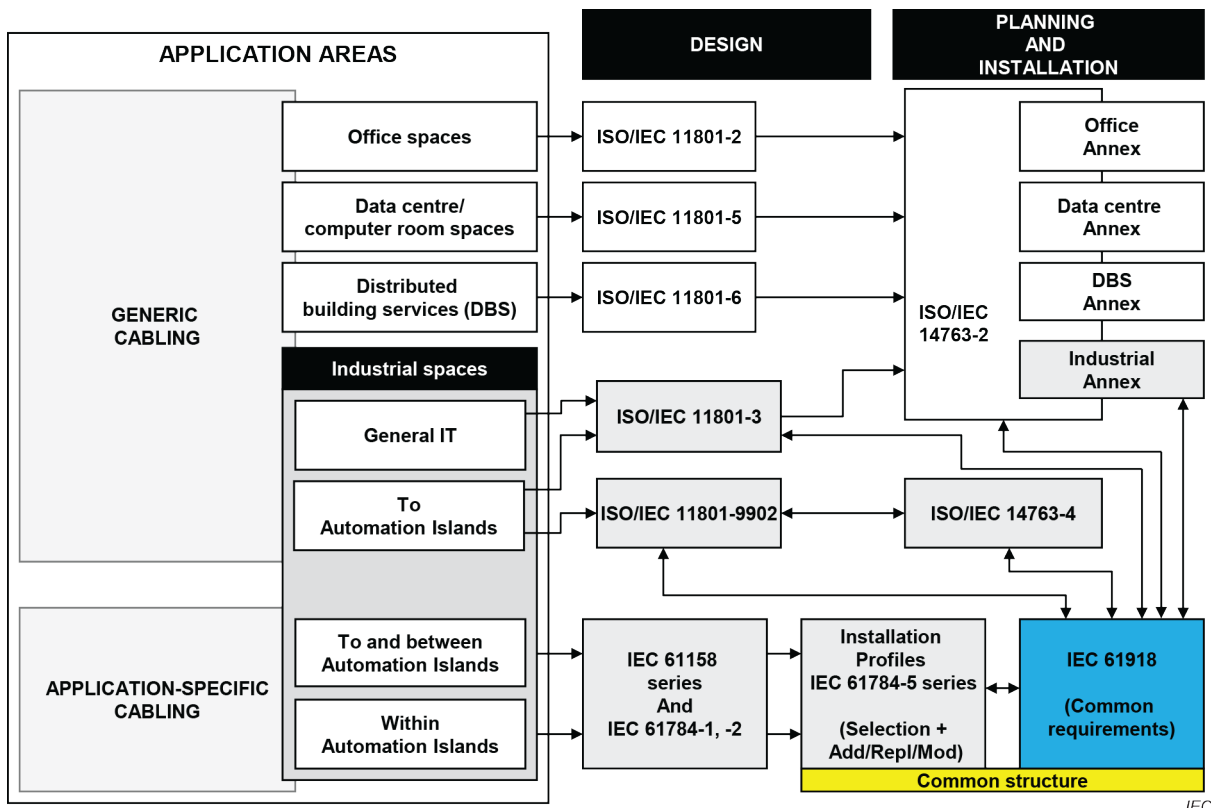 APPLICATION AREAS
DESIGN
PLANNING
AND
INSTALLATION
GENERIC
CABLING
Office spaces
ISO/IEC 11801-2
Office
Annex
Data centre/
computer room spaces
ISO/IEC 11801-5
Data centre
Annex
Distributed
building services (DBS)
ISO/IEC 11801-6
DBS
Annex
ISO/IEC
14763-2
Industrial
Annex
Industrial spaces
General IT
ISO/IEC 11801-3
To
Automation Islands
ISO/IEC 11801-9902
ISO/IEC 14763-4
APPLICATION-SPECIFIC
CABLING
To and between
Automation Islands
Within
Automation Islands
IEC 61158
series
And
IEC 61784-1, -2
Installation
Profiles
IEC 61784-5 series
(Selection +
Add/Repl/Mod)
IEC 61918
(Common
requirements)
Common structure
IEC